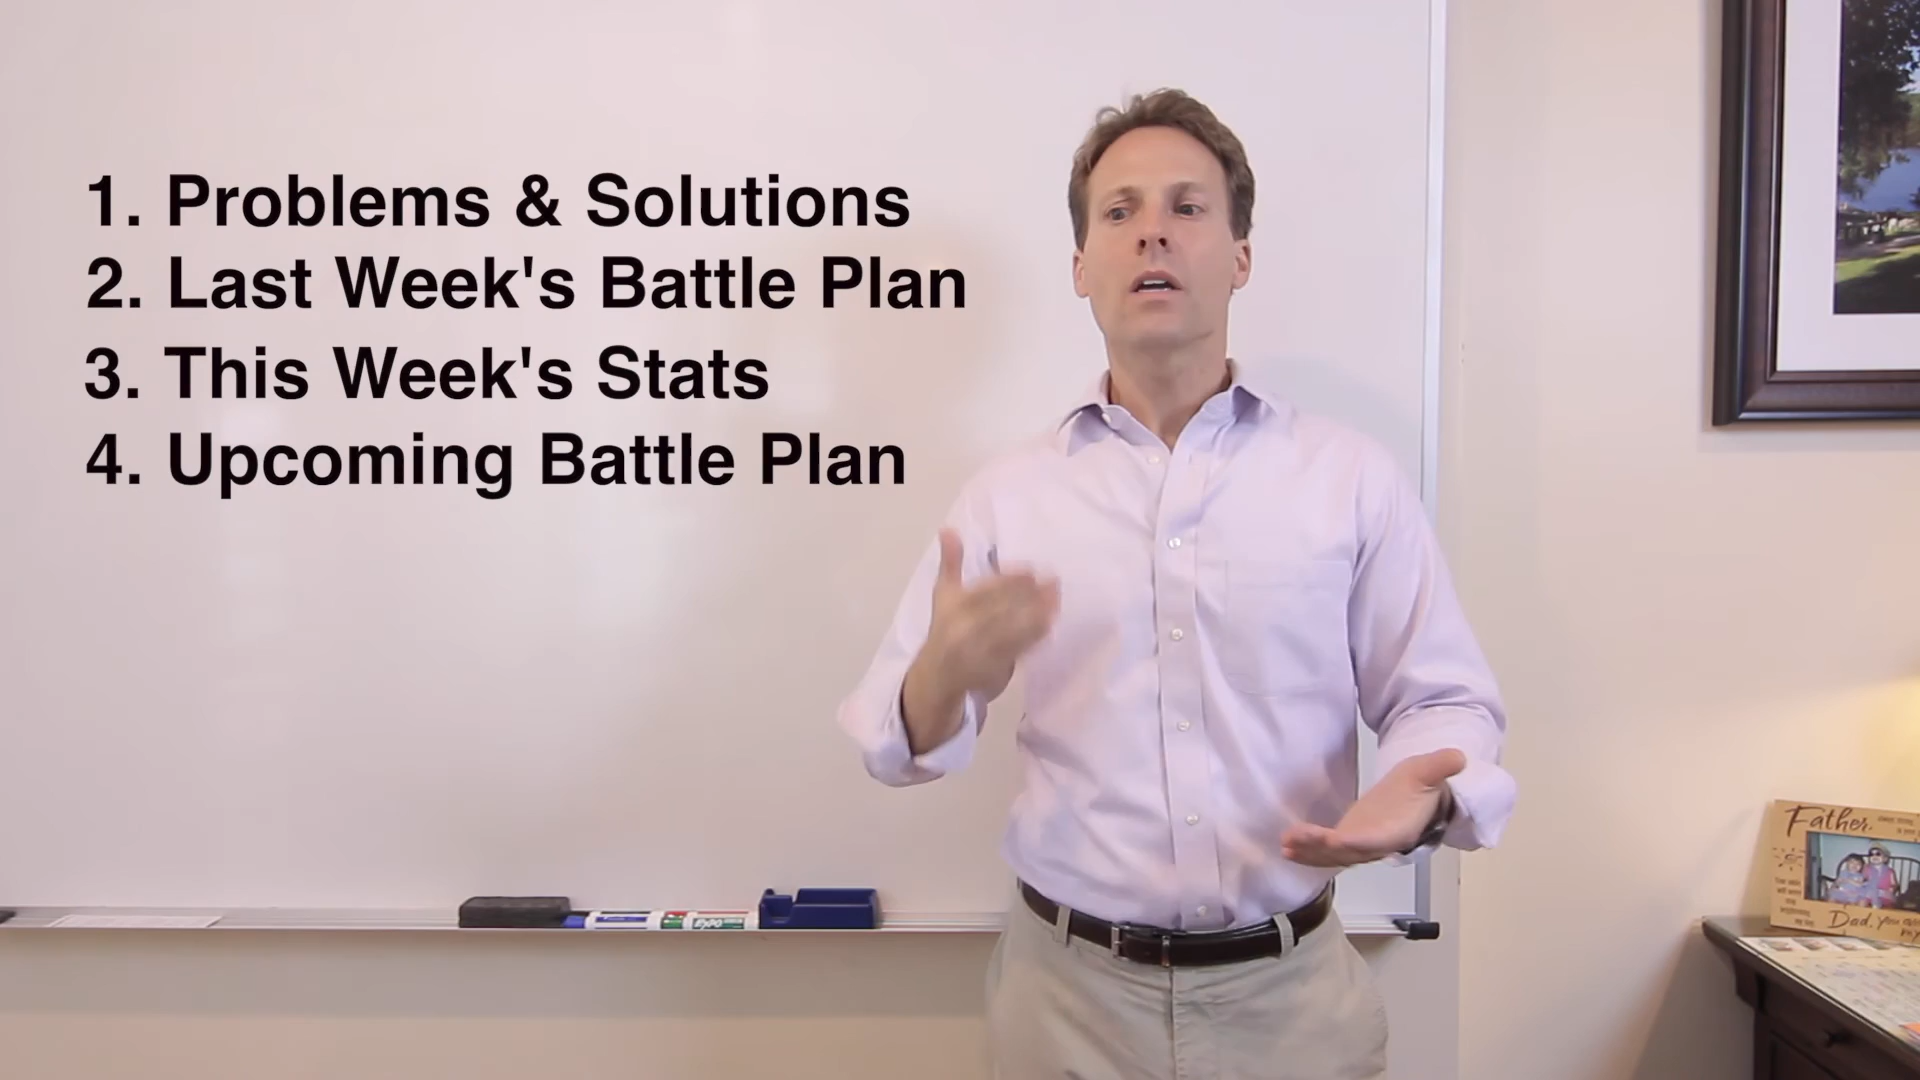 1. Problems & Solutions
2. Last Week's Battle Plan
3. This Week's Stats
4. Upcoming Battle Plan
EXPO
Father
Dad, you
my